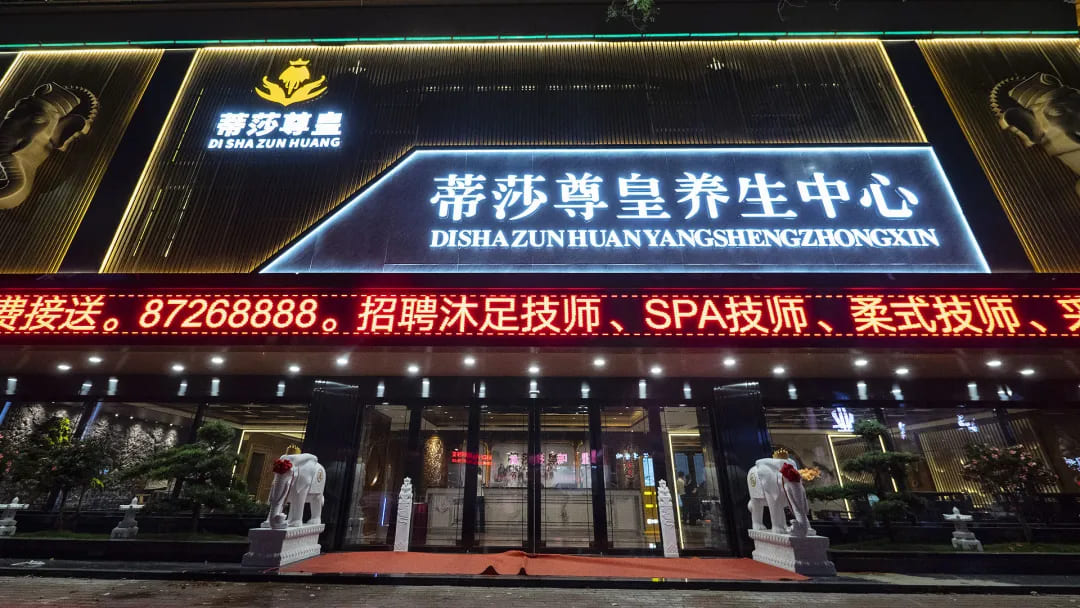 蒂莎尊皇
DI SHA ZUN HUANG
蒂莎尊皇养生中心
DISHAZUNHUANYANGSHENGZHONGXIN
费接送。87268888。招聘沐足技师、SPA技师、柔式技师、采